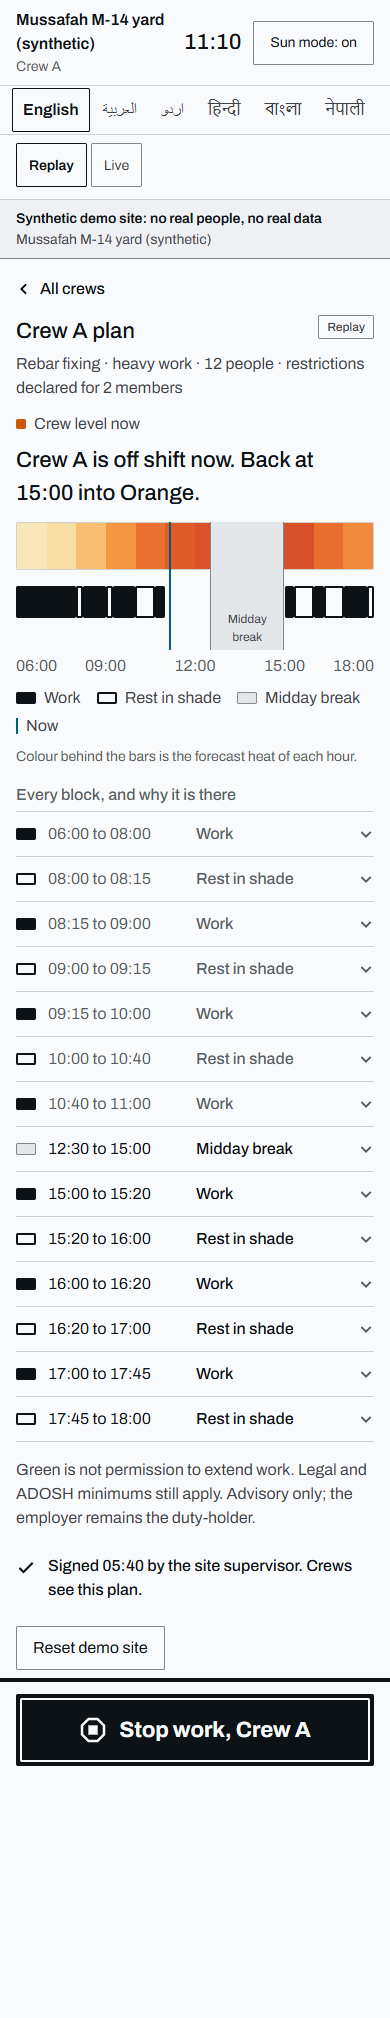 Mussafah M-14 yard
(synthetic)
Crew A
11:10
Sun mode: on
English
العربية
اردو
हिन्दी
বাংলা
नेपाली
Replay
Live
Synthetic demo site: no real people, no real data
Mussafah M-14 yard (synthetic)
All crews
Crew A plan
Replay
Rebar fixing · heavy work · 12 people · restrictions
declared for 2 members
Crew level now
Crew A is off shift now. Back at
15:00 into Orange.
Midday
break
06:00 09:00 12:00 15:00 18:00
Work Rest in shade Midday break
Now
Colour behind the bars is the forecast heat of each hour.
Every block, and why it is there
06:00 to 08:00 Work
08:00 to 08:15 Rest in shade
08:15 to 09:00 Work
09:00 to 09:15 Rest in shade
09:15 to 10:00 Work
10:00 to 10:40 Rest in shade
10:40 to 11:00 Work
12:30 to 15:00 Midday break
15:00 to 15:20 Work
15:20 to 16:00 Rest in shade
16:00 to 16:20 Work
16:20 to 17:00 Rest in shade
17:00 to 17:45 Work
17:45 to 18:00 Rest in shade
Green is not permission to extend work. Legal and
ADOSH minimums still apply. Advisory only; the
employer remains the duty-holder.
Signed 05:40 by the site supervisor. Crews
see this plan.
Reset demo site
Stop work, Crew A